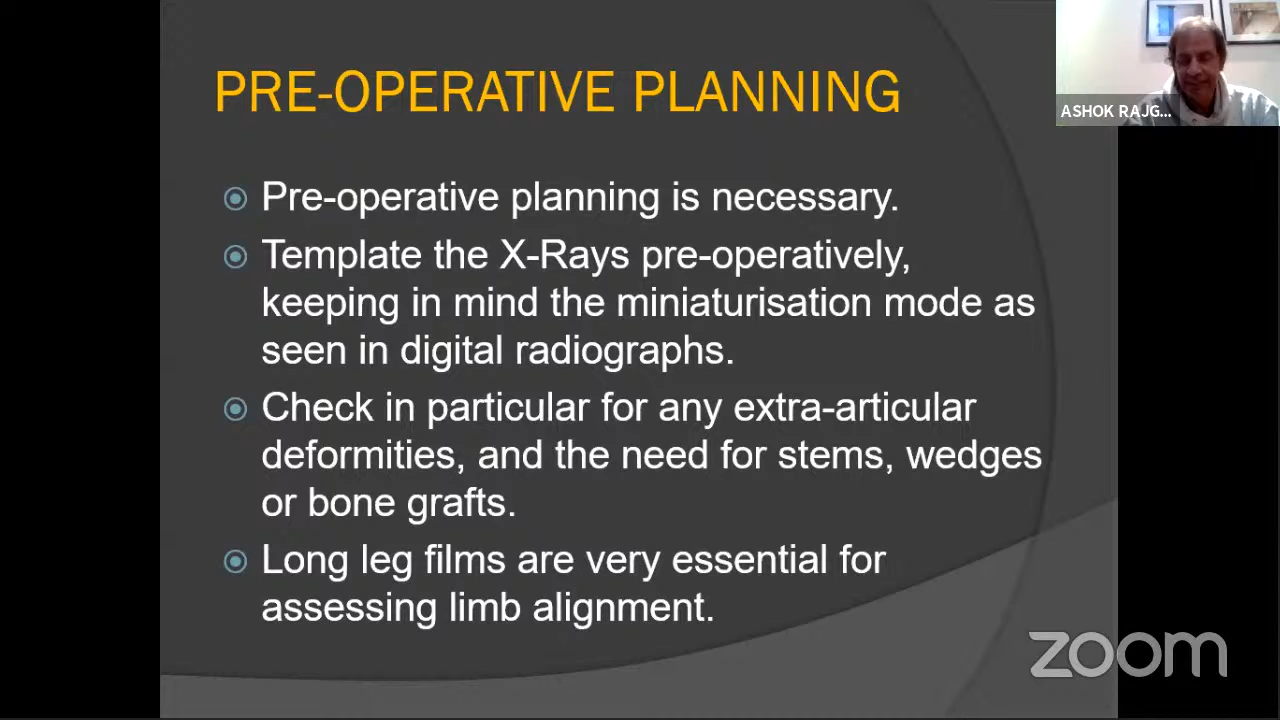 PRE-OPERATIVE PLANNING
ASHOK RAJG...
Pre-operative planning is necessary.
Template the X-Rays pre-operatively,
keeping in mind the miniaturisation mode as
seen in digital radiographs.
Check in particular for any extra-articular
deformities, and the need for stems, wedges
or bone grafts.
Long leg films are very essential for
assessing limb alignment.
zoom